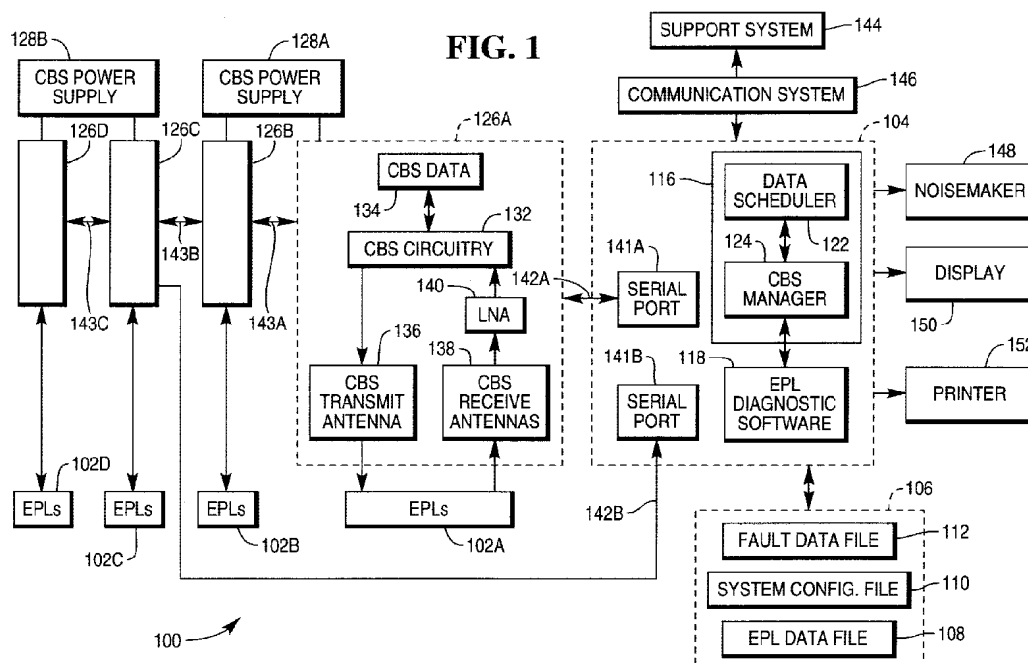 FIG. 1
128B
CBS POWER
SUPPLY
128A
CBS POWER
SUPPLY
SUPPORT SYSTEM
144
COMMUNICATION SYSTEM
146
126D
126C
126B
126A
104
CBS DATA
134
132
CBS CIRCUITRY
140
LNA
136
CBS
TRANSMIT
ANTENNA
138
CBS
RECEIVE
ANTENNAS
143C
143B
143A
142A
141A
SERIAL
PORT
141B
SERIAL
PORT
116
DATA
SCHEDULER
122
124
CBS
MANAGER
118
EPL
DIAGNOSTIC
SOFTWARE
148
NOISEMAKER
DISPLAY
150
152
PRINTER
102D
EPLs
EPLs
102C
EPLs
102B
EPLs
102A
142B
106
FAULT DATA FILE
112
SYSTEM CONFIG. FILE
110
EPL DATA FILE
108
100